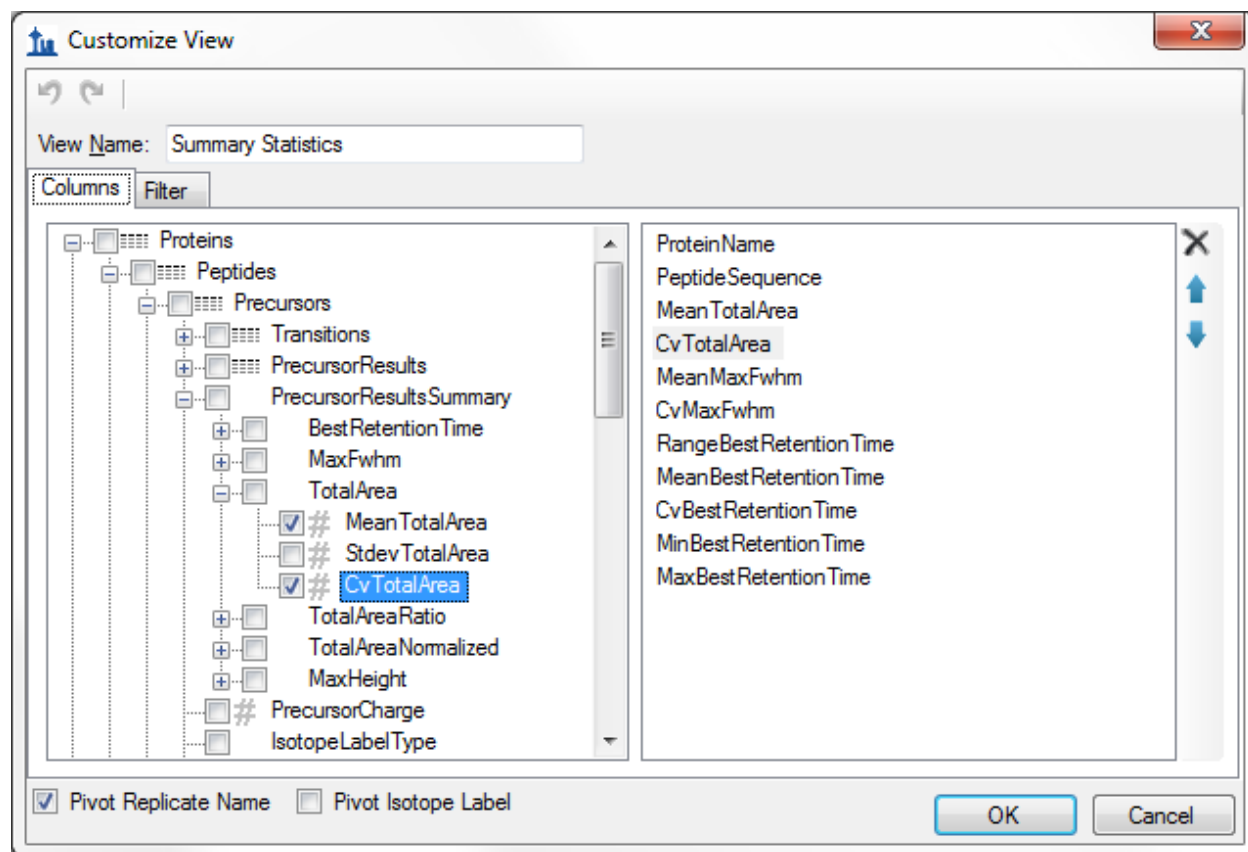 Customize View
View Name: Summary Statistics
Columns Filter
Proteins
Peptides
Precursors
Transitions
PrecursorResults
PrecursorResultsSummary
BestRetentionTime
MaxFwhm
TotalArea
MeanTotalArea
StdevTotalArea
CvTotalArea
TotalAreaRatio
TotalAreaNormalized
MaxHeight
PrecursorCharge
IsotopeLabelType
ProteinName
PeptideSequence
MeanTotalArea
CvTotalArea
MeanMaxFwhm
CvMaxFwhm
RangeBestRetentionTime
MeanBestRetentionTime
CvBestRetentionTime
MinBestRetentionTime
MaxBestRetentionTime
Pivot Replicate Name Pivot Isotope Label
OK Cancel